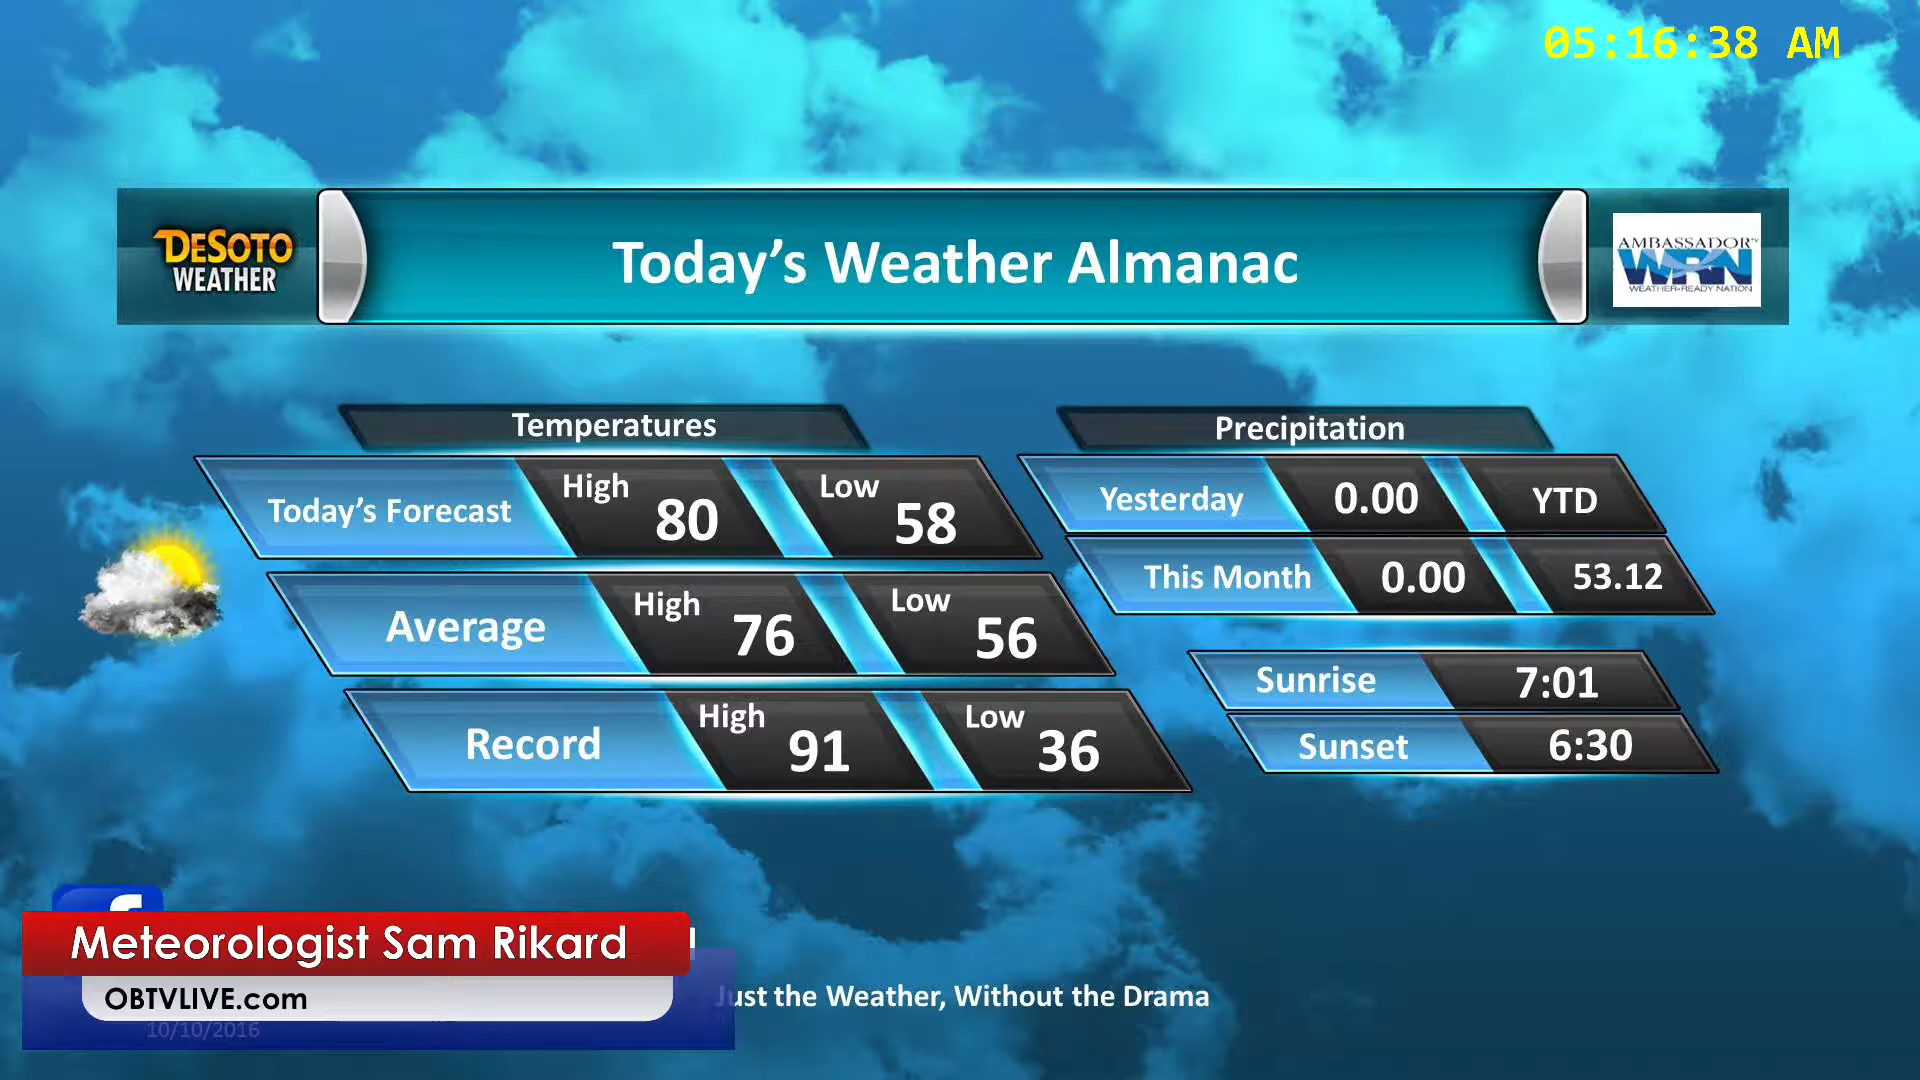 05:16:38 AM
DESOTO
WEATHER
Today's Weather Almanac
AMBASSADOR™
WRN
WEATHER-READY NATION
Temperatures
Today's Forecast High 80 Low 58
Average High 76 Low 56
Record High 91 Low 36
Precipitation
Yesterday 0.00 YTD
This Month 0.00 53.12
Sunrise 7:01
Sunset 6:30
Meteorologist Sam Rikard
OBTVLIVE.com
10/10/2016
Just the Weather, Without the Drama